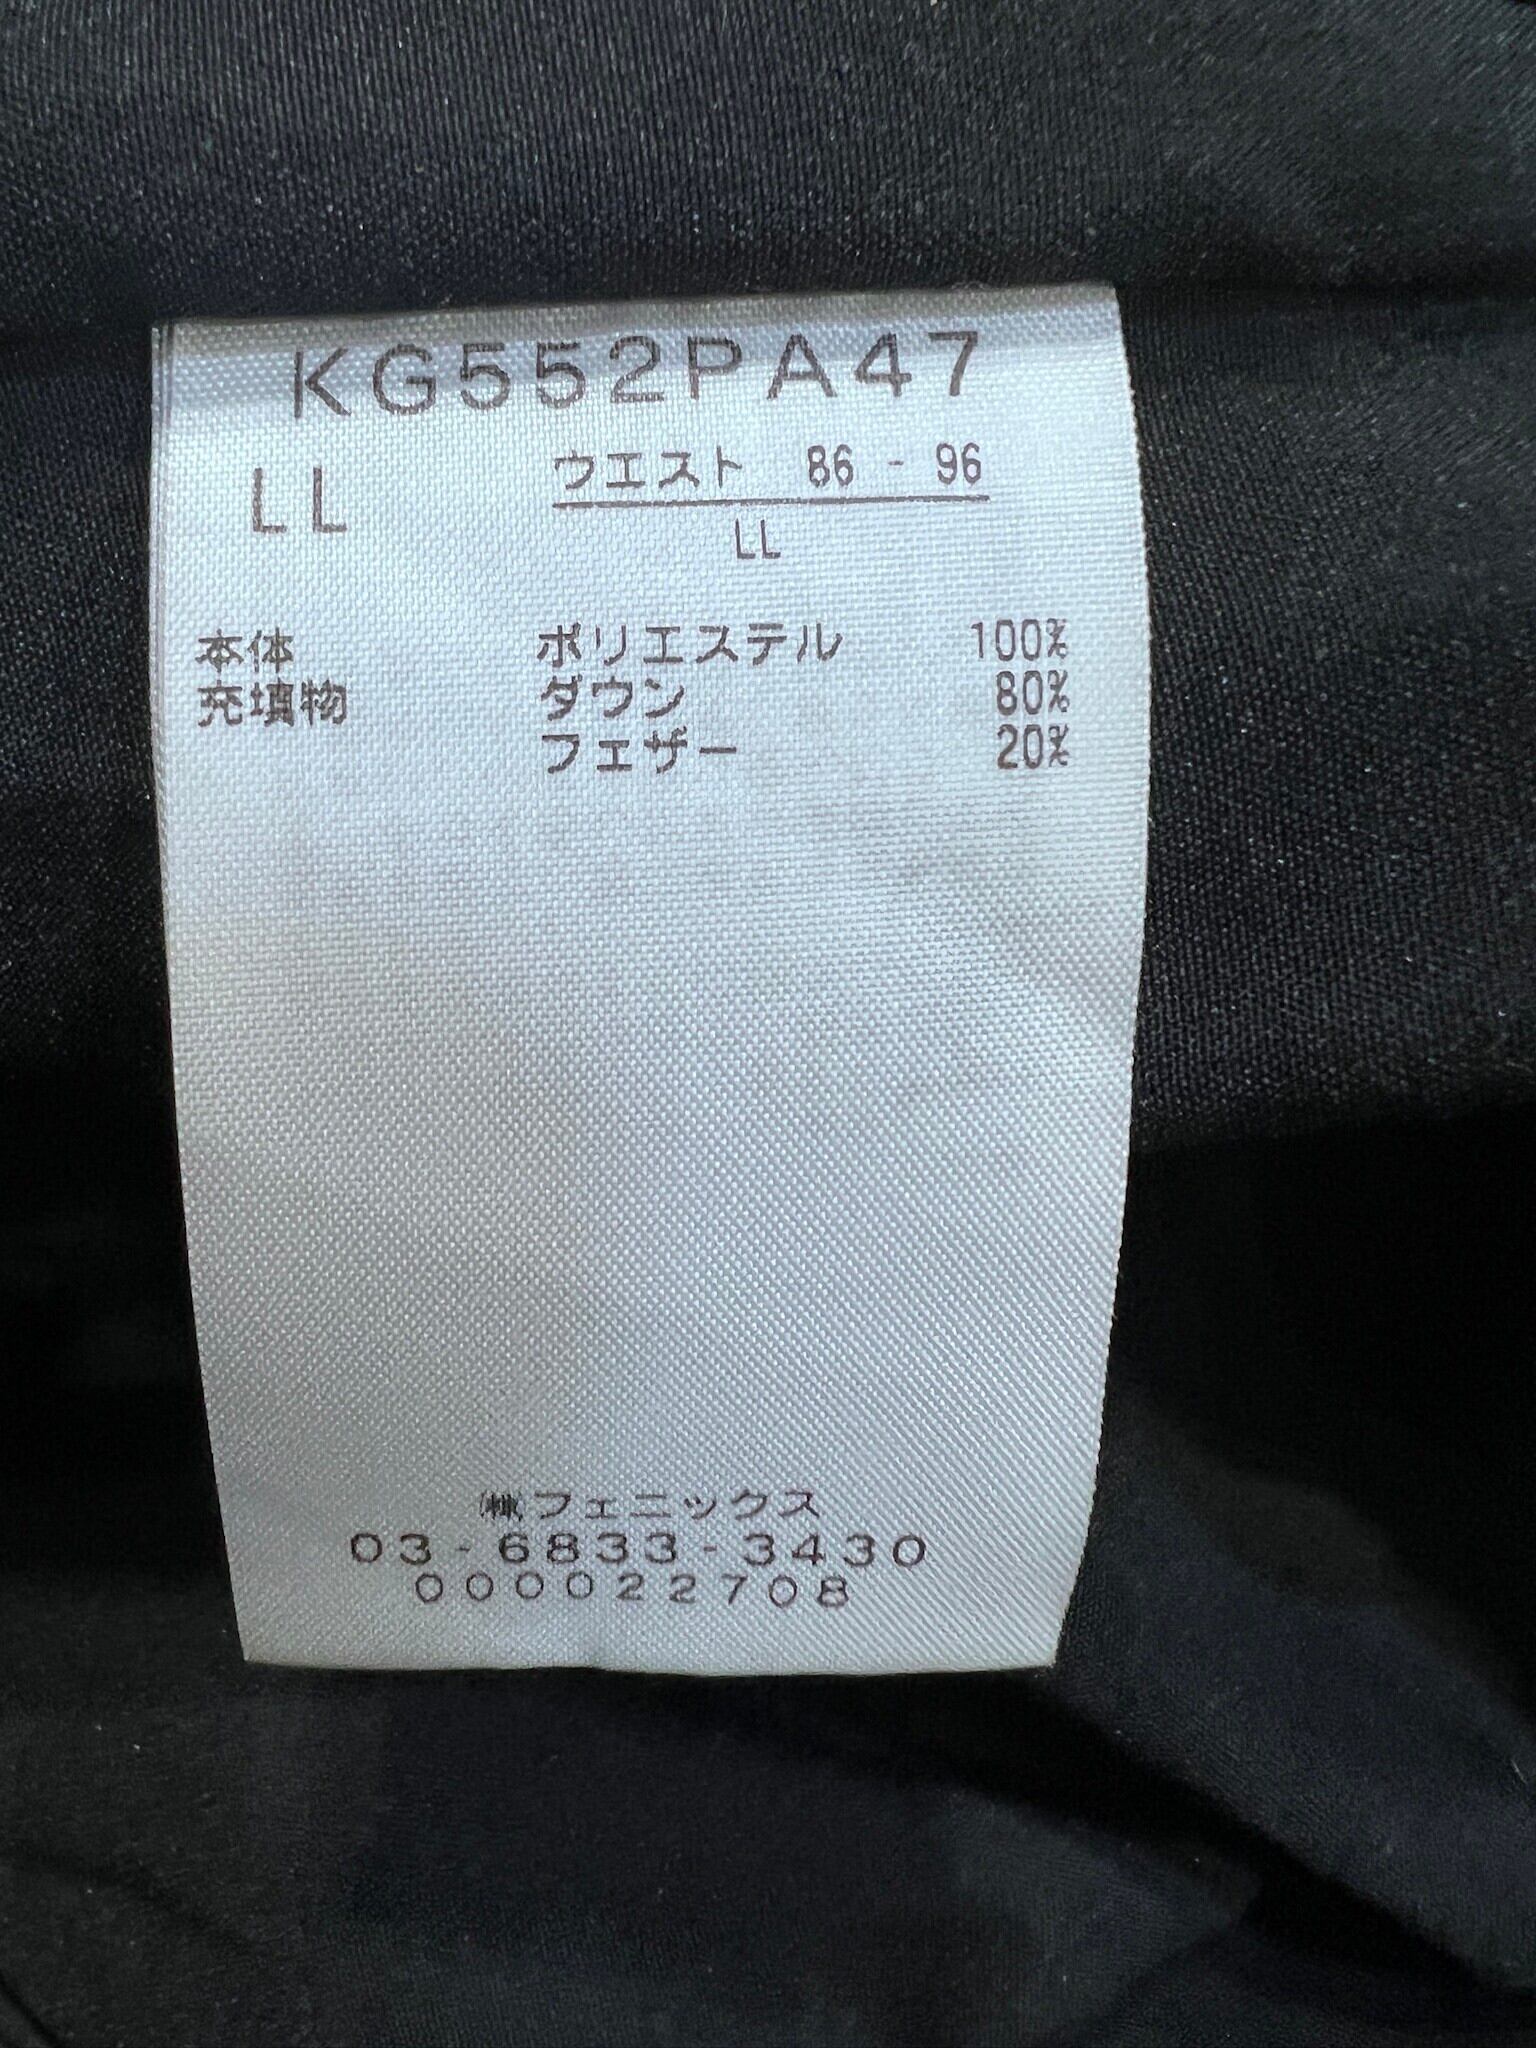 KG552PA47
LL ウエスト 86 - 96
LL
本体 ポリエステル 100%
充填物 ダウン 80%
フェザー 20%
㈱フェニックス
03-6833-3430
000022708